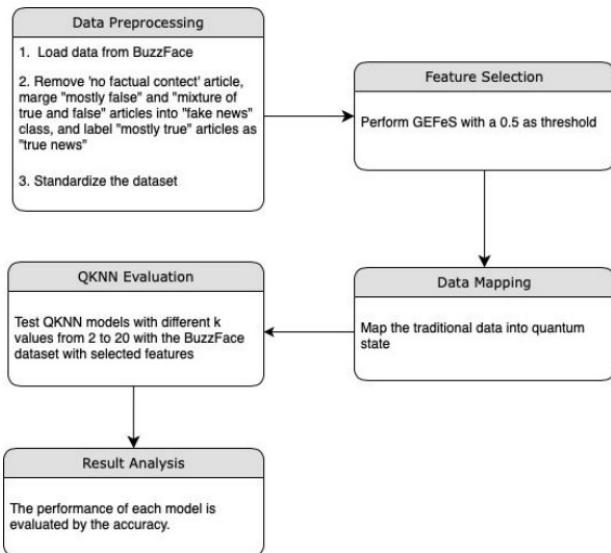 Data Preprocessing
1. Load data from BuzzFace
2. Remove 'no factual contect' article,
marge "mostly false" and "mixture of
true and false" articles into "fake news"
class, and label "mostly true" articles as
"true news"
3. Standardize the dataset
Feature Selection
Perform GEFeS with a 0.5 as threshold
Data Mapping
Map the traditional data into quantum
state
QKNN Evaluation
Test QKNN models with different k
values from 2 to 20 with the BuzzFace
dataset with selected features
Result Analysis
The performance of each model is
evaluated by the accuracy.